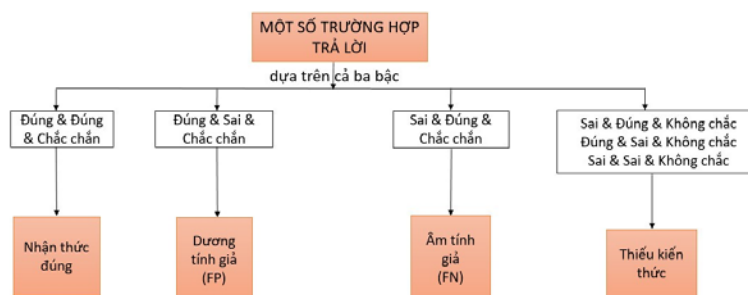 MỘT SỐ TRƯỜNG HỢP
TRẢ LỜI
dựa trên cả ba bậc
Đúng & Đúng
& Chắc chắn
Đúng & Sai &
Chắc chắn
Sai & Đúng &
Chắc chắn
Sai & Đúng & Không chắc
Đúng & Sai & Không chắc
Sai & Sai & Không chắc
Nhận thức
đúng
Dương
tính giả
(FP)
Âm tính
giả
(FN)
Thiếu kiến
thức